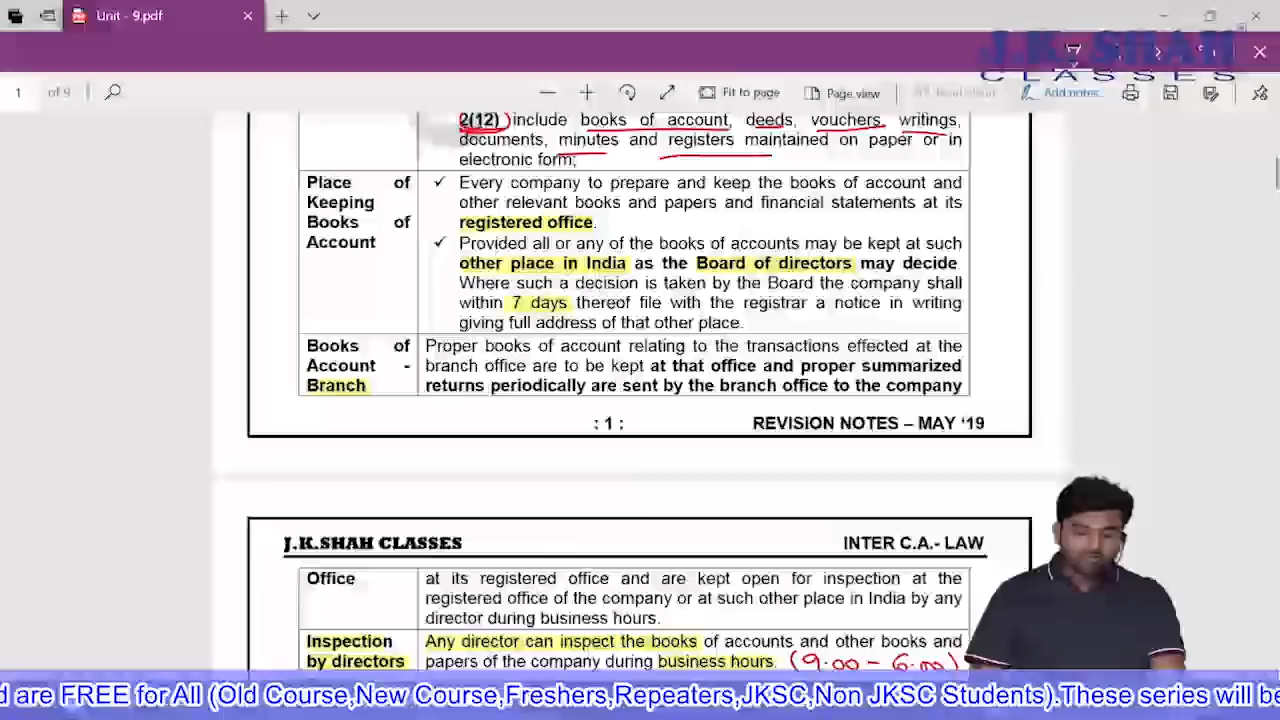 Unit - 9.pdf
J.K. SHAH
CLASSES
1 of 9
Fit to page
Page view
Add notes
2(12) include books of account, deeds, vouchers, writings,
documents, minutes and registers maintained on paper or in
electronic form;
Place of
Keeping
Books of
Account
✓ Every company to prepare and keep the books of account and
other relevant books and papers and financial statements at its
registered office.
✓ Provided all or any of the books of accounts may be kept at such
other place in India as the Board of directors may decide.
Where such a decision is taken by the Board the company shall
within 7 days thereof file with the registrar a notice in writing
giving full address of that other place.
Books of
Account -
Branch
Proper books of account relating to the transactions effected at the
branch office are to be kept at that office and proper summarized
returns periodically are sent by the branch office to the company
: 1 :
REVISION NOTES – MAY ‘19
J.K.SHAH CLASSES
INTER C.A.- LAW
Office
at its registered office and are kept open for inspection at the
registered office of the company or at such other place in India by any
director during business hours.
Inspection
by directors
Any director can inspect the books of accounts and other books and
papers of the company during business hours. (9.00 - 6.00)
d are FREE for All (Old Course,New Course,Freshers,Repeaters,JKSC,Non JKSC Students).These series will be